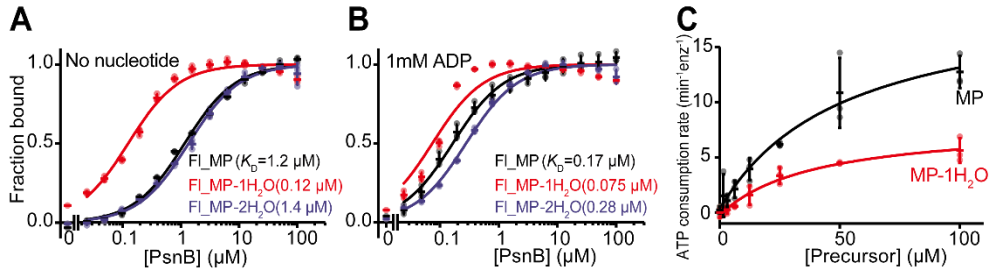 A
No nucleotide
Fraction bound
1.0
0.5
0.0
Fl_MP (K_D=1.2 µM)
Fl_MP-1H₂O(0.12 µM)
Fl_MP-2H₂O(1.4 µM)
0
0.1
1
10
100
[PsnB] (µM)
B
1mM ADP
1.0
0.5
0.0
Fl_MP (K_D=0.17 µM)
Fl_MP-1H₂O(0.075 µM)
Fl_MP-2H₂O(0.28 µM)
0
0.1
1
10
100
[PsnB] (µM)
C
ATP consumption rate (min⁻¹enz⁻¹)
15
10
5
0
MP
MP-1H₂O
0
50
100
[Precursor] (µM)